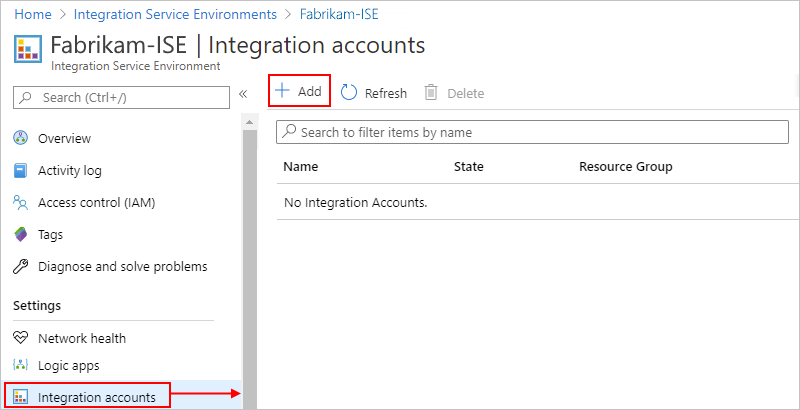 Home > Integration Service Environments > Fabrikam-ISE
Fabrikam-ISE | Integration accounts
Integration Service Environment
Search (Ctrl+/)
«
Overview
Activity log
Access control (IAM)
Tags
Diagnose and solve problems
Settings
Network health
Logic apps
Integration accounts
Add Refresh Delete
Search to filter items by name
Name State Resource Group
No Integration Accounts.